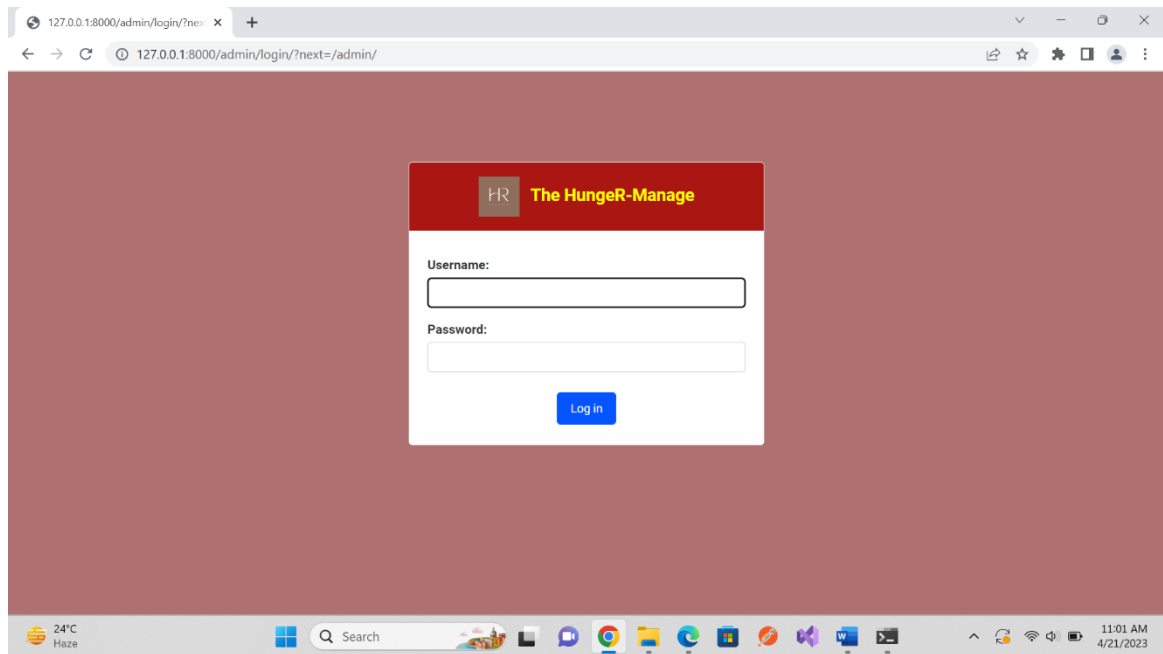 127.0.0.1:8000/admin/login/?nex
127.0.0.1:8000/admin/login/?next=/admin/
HR
The HungeR-Manage
Username:
Password:
Log in
24°C
Haze
Search
11:01 AM
4/21/2023